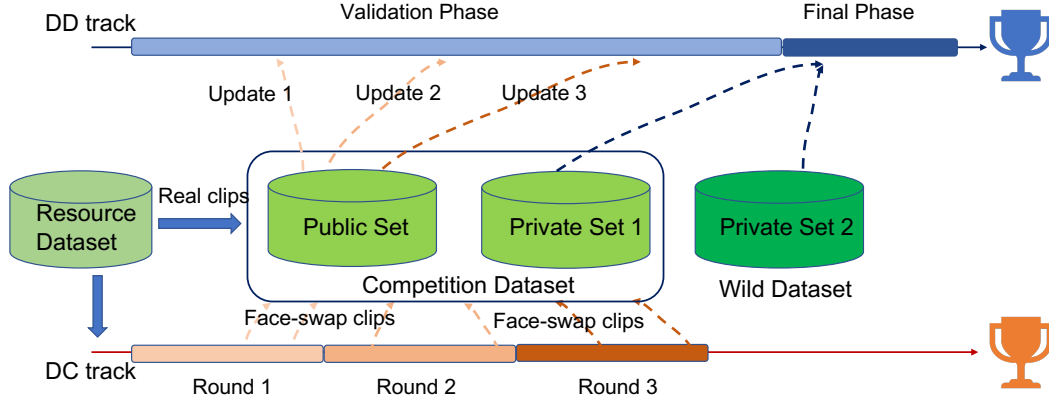 Validation Phase
Final Phase
DD track
Update 1
Update 2
Update 3
Real clips
Resource
Dataset
Public Set
Private Set 1
Private Set 2
Competition Dataset
Wild Dataset
Face-swap clips
Face-swap clips
DC track
Round 1
Round 2
Round 3